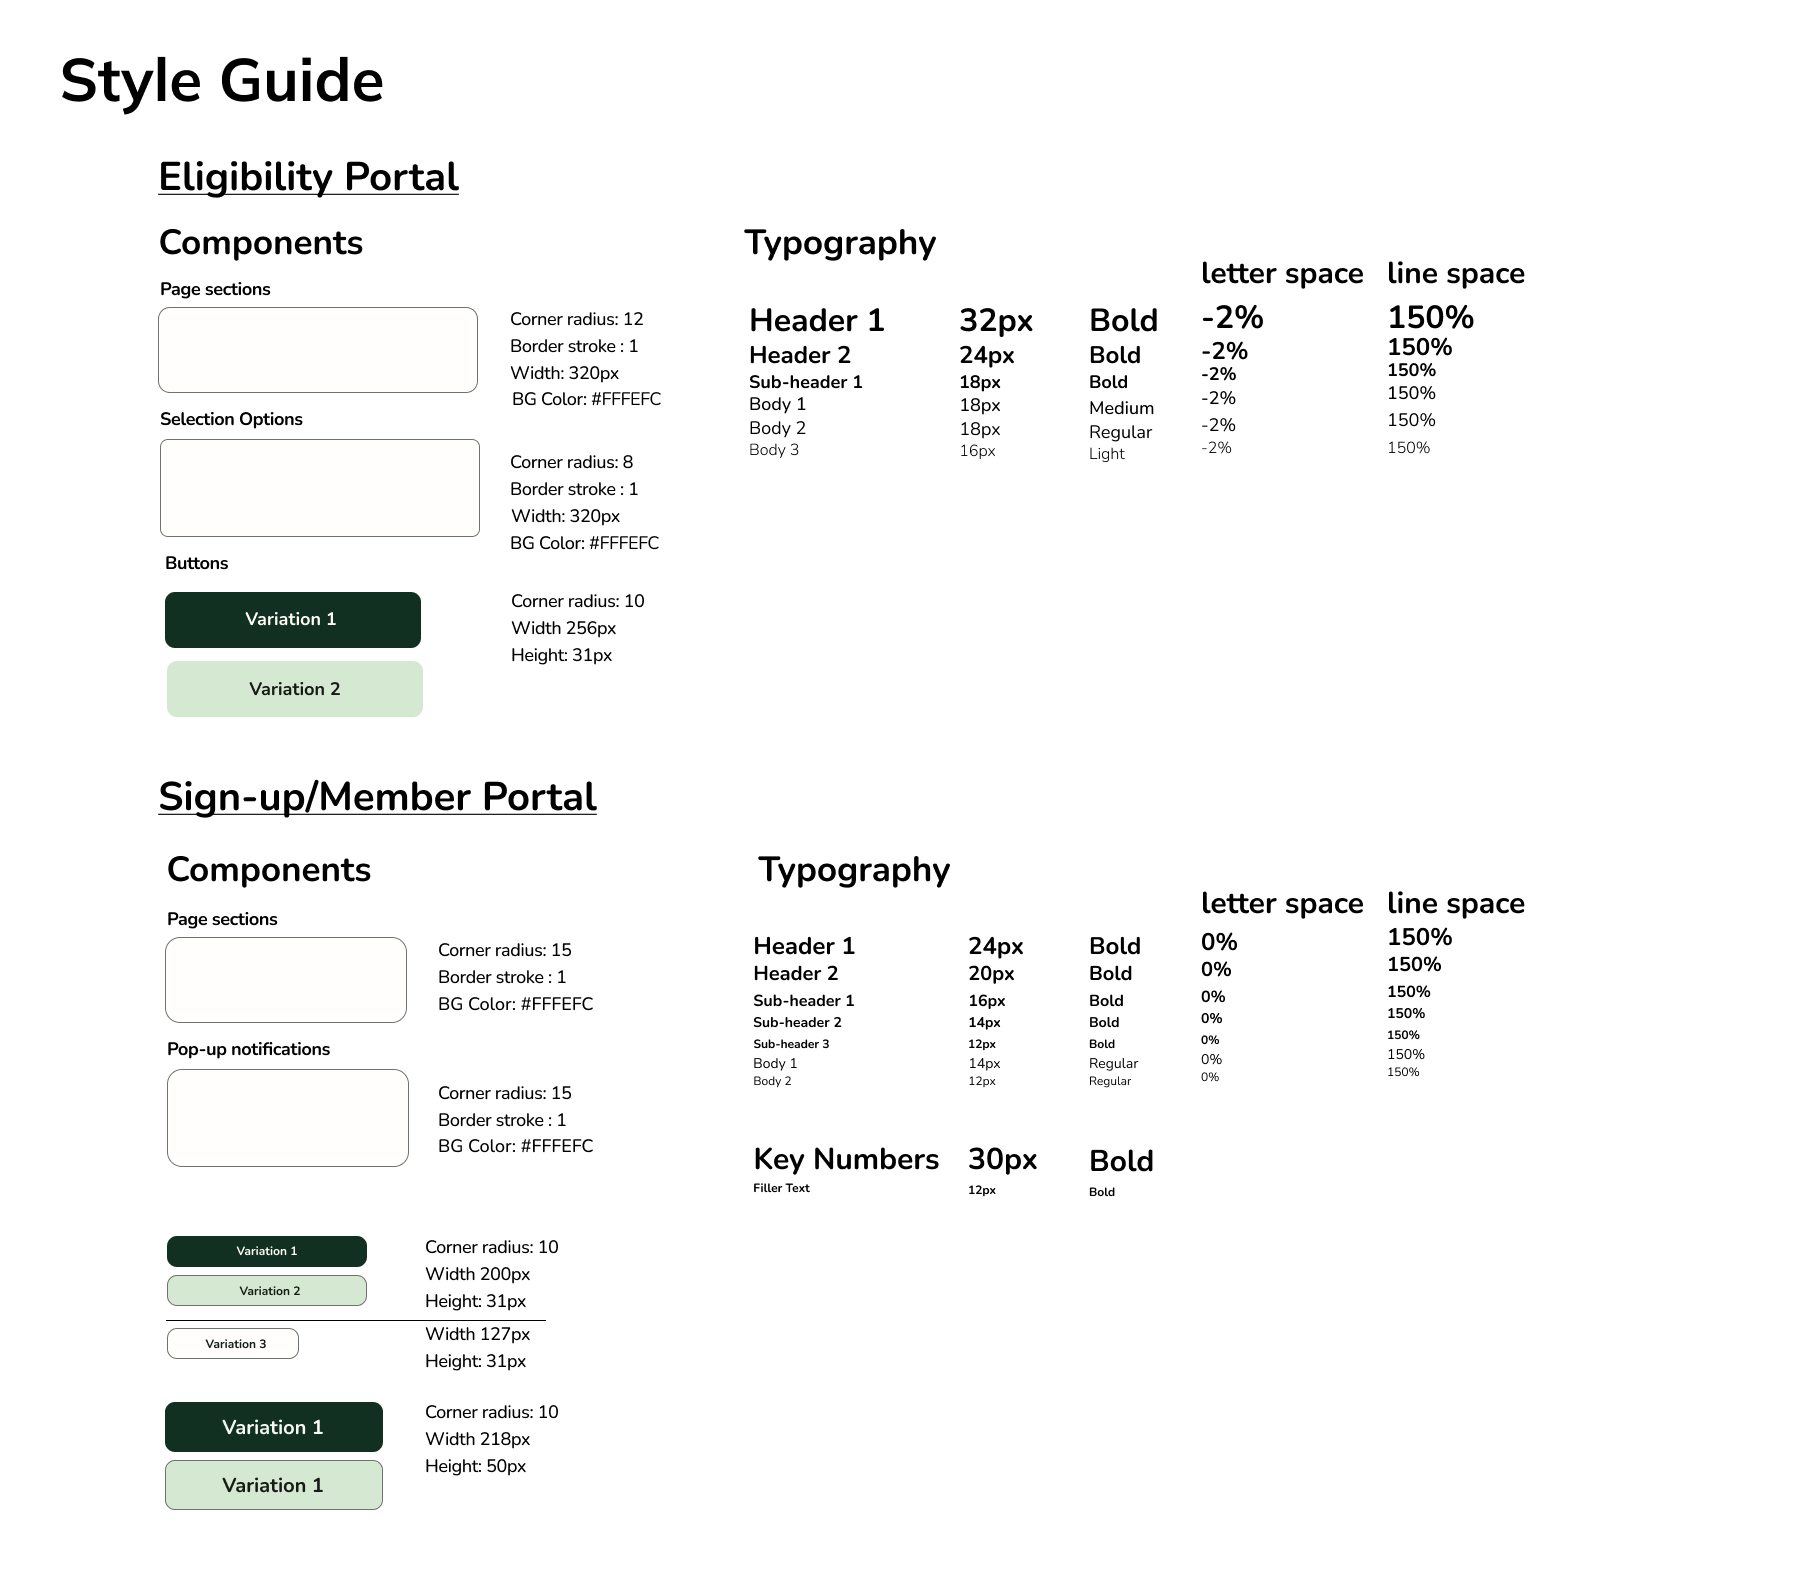 Style Guide
Eligibility Portal
Components
Page sections
Corner radius: 12
Border stroke : 1
Width: 320px
BG Color: #FFFEFC
Selection Options
Corner radius: 8
Border stroke : 1
Width: 320px
BG Color: #FFFEFC
Buttons
Variation 1
Variation 2
Corner radius: 10
Width 256px
Height: 31px
Typography
letter space line space
Header 1 32px Bold -2% 150%
Header 2 24px Bold -2% 150%
Sub-header 1 18px Bold -2% 150%
Body 1 18px Medium -2% 150%
Body 2 18px Regular -2% 150%
Body 3 16px Light -2% 150%
Sign-up/Member Portal
Components
Page sections
Corner radius: 15
Border stroke : 1
BG Color: #FFFEFC
Pop-up notifications
Corner radius: 15
Border stroke : 1
BG Color: #FFFEFC
Variation 1
Variation 2
Corner radius: 10
Width 200px
Height: 31px
Variation 3
Width 127px
Height: 31px
Variation 1
Variation 1
Corner radius: 10
Width 218px
Height: 50px
Typography
letter space line space
Header 1 24px Bold 0% 150%
Header 2 20px Bold 0% 150%
Sub-header 1 16px Bold 0% 150%
Sub-header 2 14px Bold 0% 150%
Sub-header 3 12px Bold 0% 150%
Body 1 14px Regular 0% 150%
Body 2 12px Regular 0% 150%
Key Numbers 30px Bold
Filler Text 12px Bold